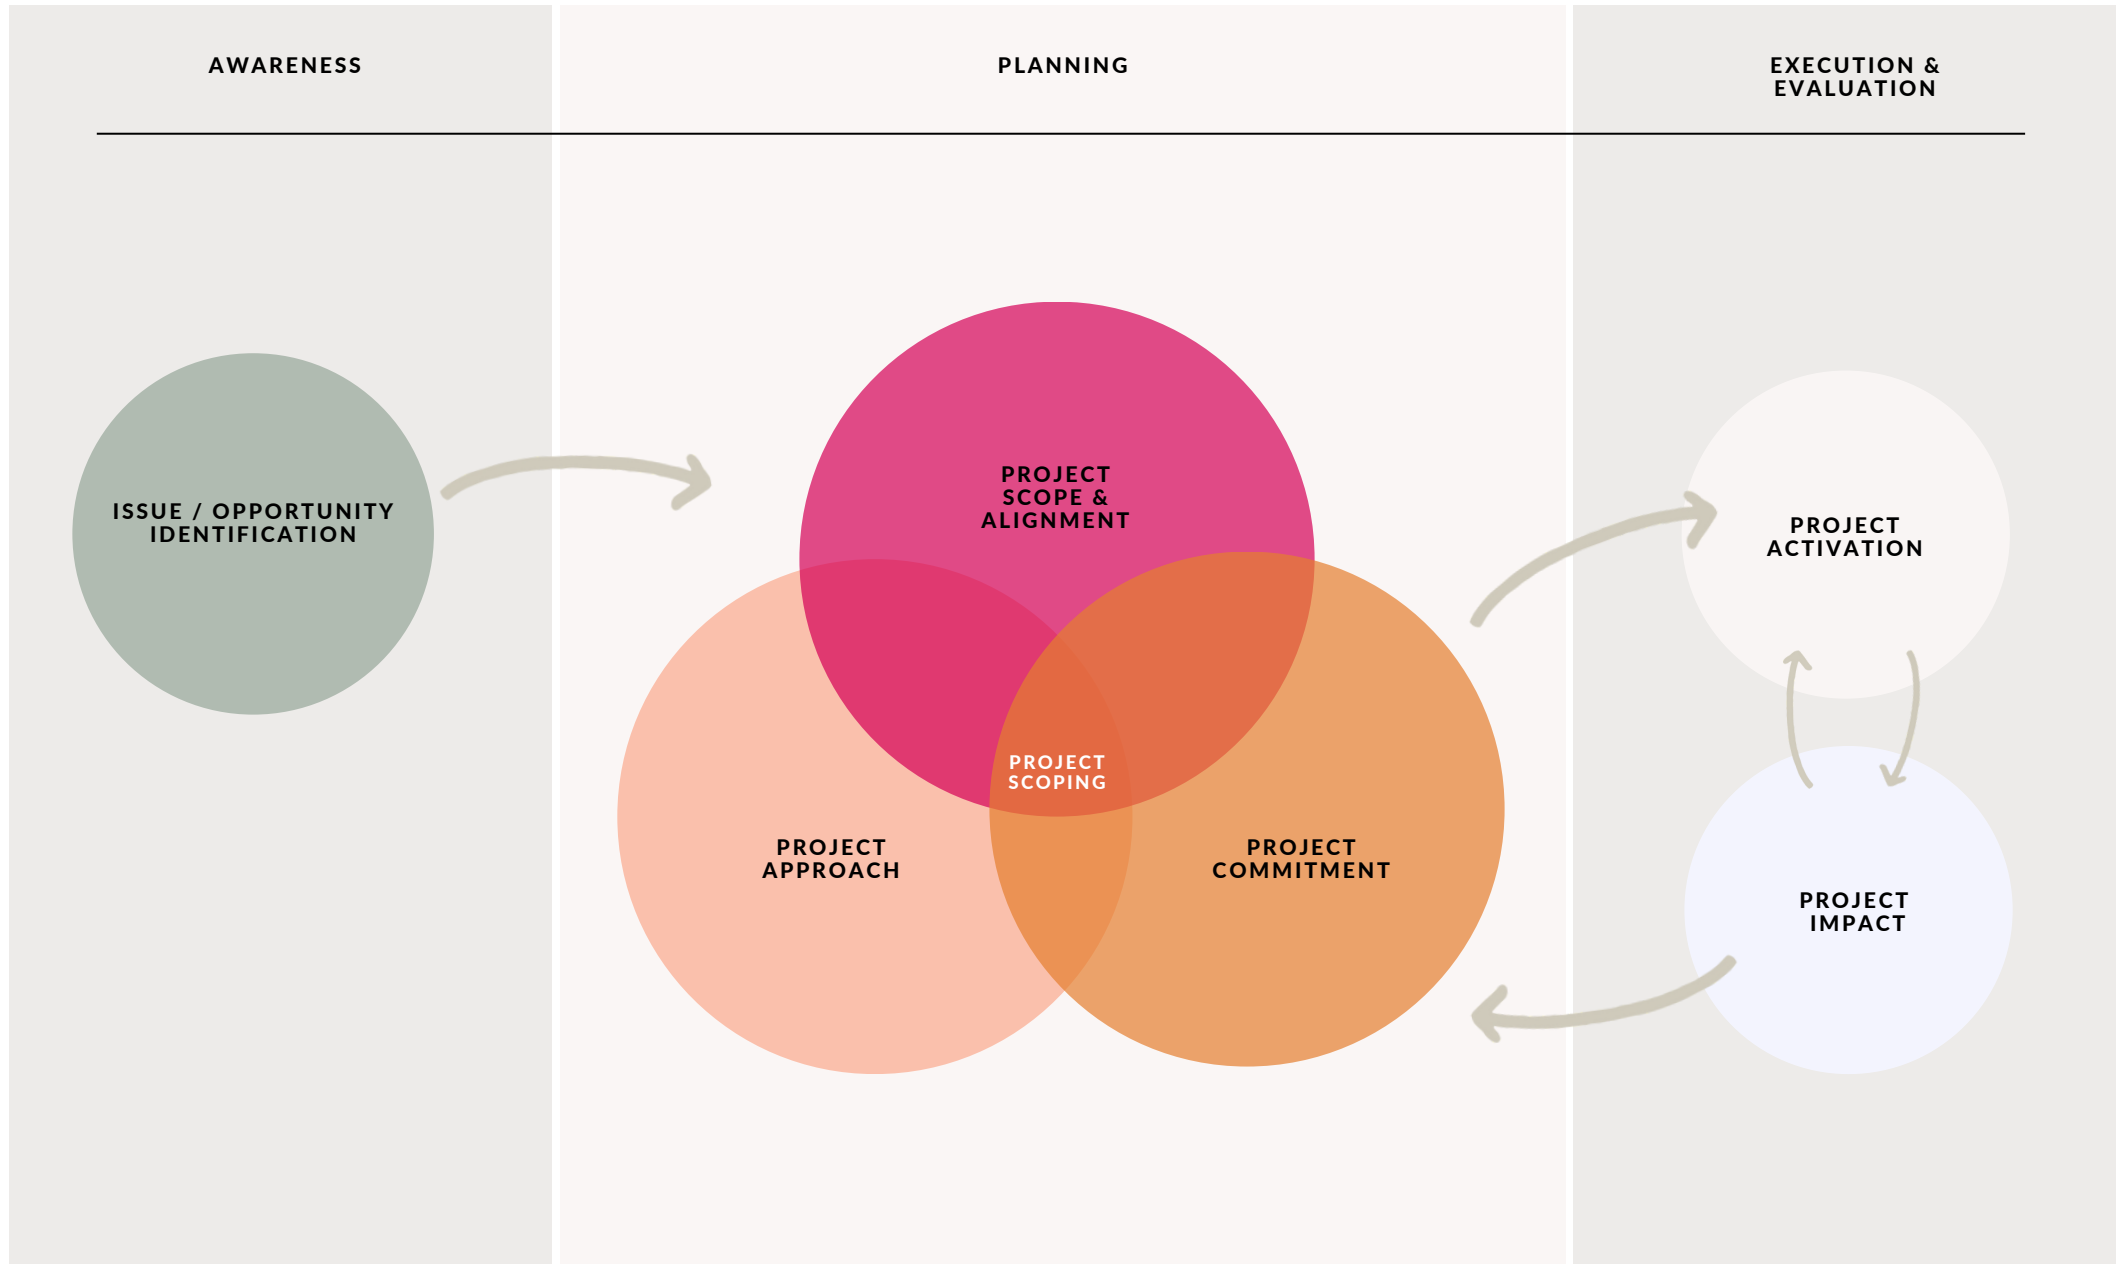 AWARENESS
PLANNING
EXECUTION &
EVALUATION
ISSUE / OPPORTUNITY
IDENTIFICATION
PROJECT
SCOPE &
ALIGNMENT
PROJECT
SCOPING
PROJECT
APPROACH
PROJECT
COMMITMENT
PROJECT
ACTIVATION
PROJECT
IMPACT